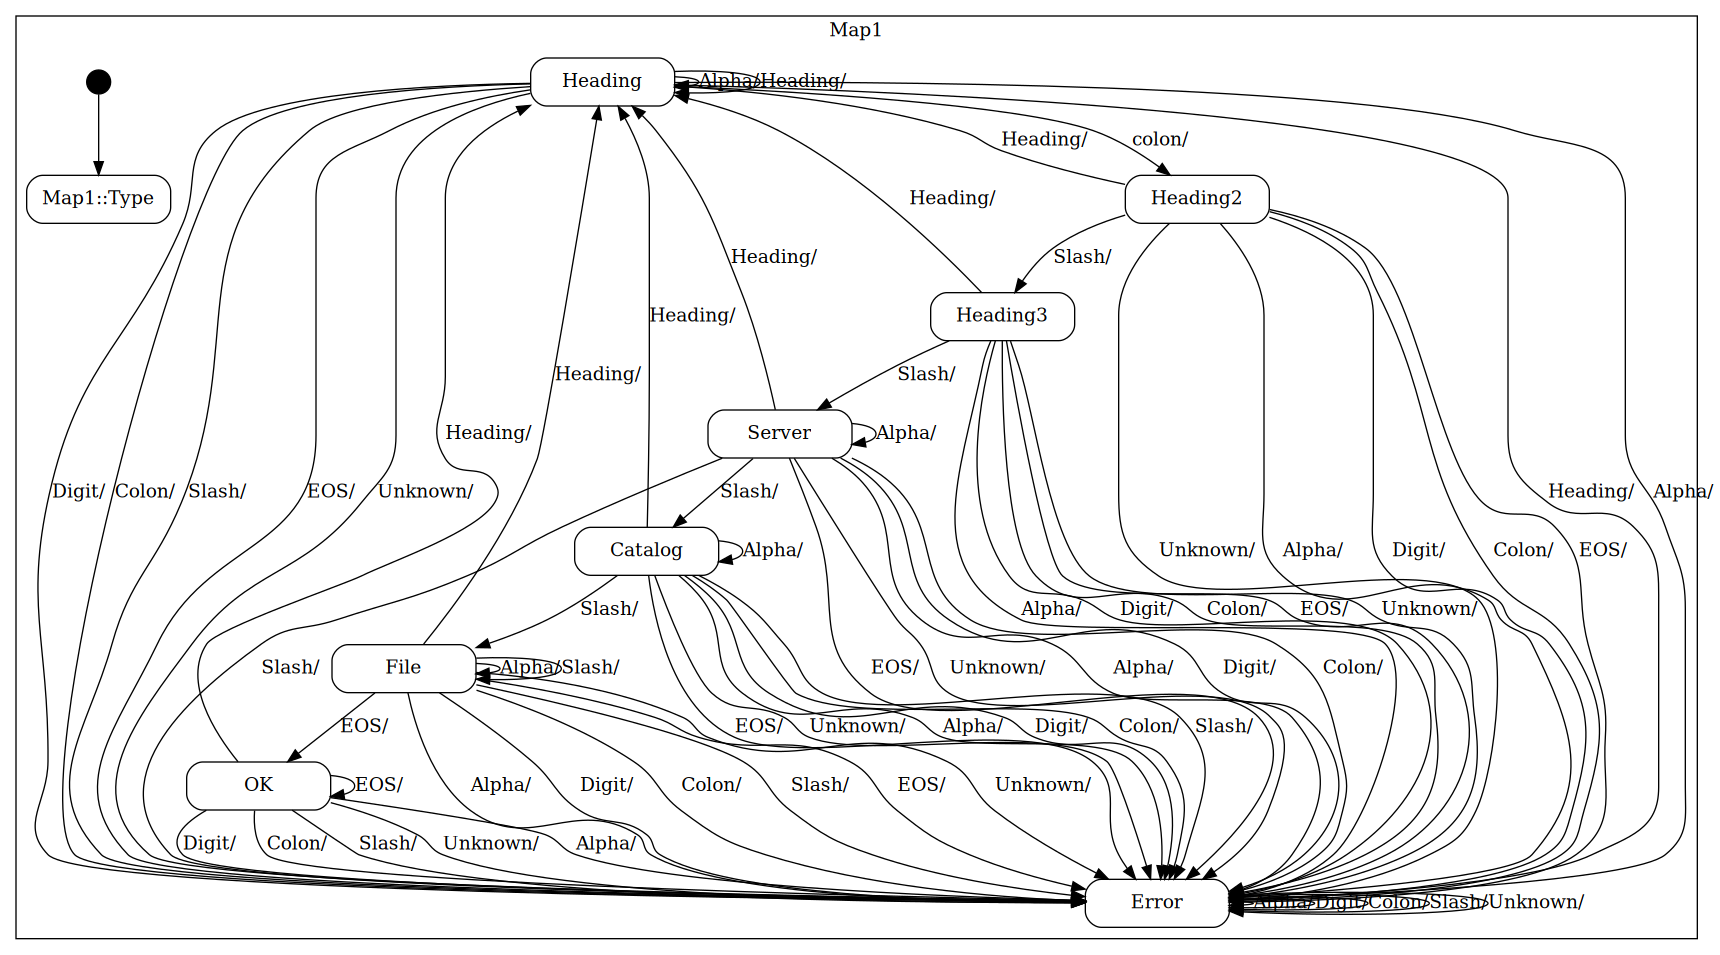 Map1
Heading
Alpha/
Heading/
Heading/
colon/
Map1::Type
Heading/
Heading2
Heading/
Slash/
Heading/
Heading3
Heading/
Slash/
Heading/
Server
Alpha/
Digit/
Colon/
Slash/
EOS/
Unknown/
Slash/
Heading/
Alpha/
Catalog
Alpha/
Unknown/
Alpha/
Digit/
Colon/
EOS/
Slash/
Alpha/
Digit/
Colon/
EOS/
Unknown/
Slash/
File
Alpha/
Slash/
EOS/
Unknown/
Alpha/
Digit/
Colon/
EOS/
EOS/
Unknown/
Alpha/
Digit/
Colon/
Slash/
OK
EOS/
Alpha/
Digit/
Colon/
Slash/
EOS/
Unknown/
Digit/
Colon/
Slash/
Unknown/
Alpha/
Error
Alpha/
Digit/
Colon/
Slash/
Unknown/